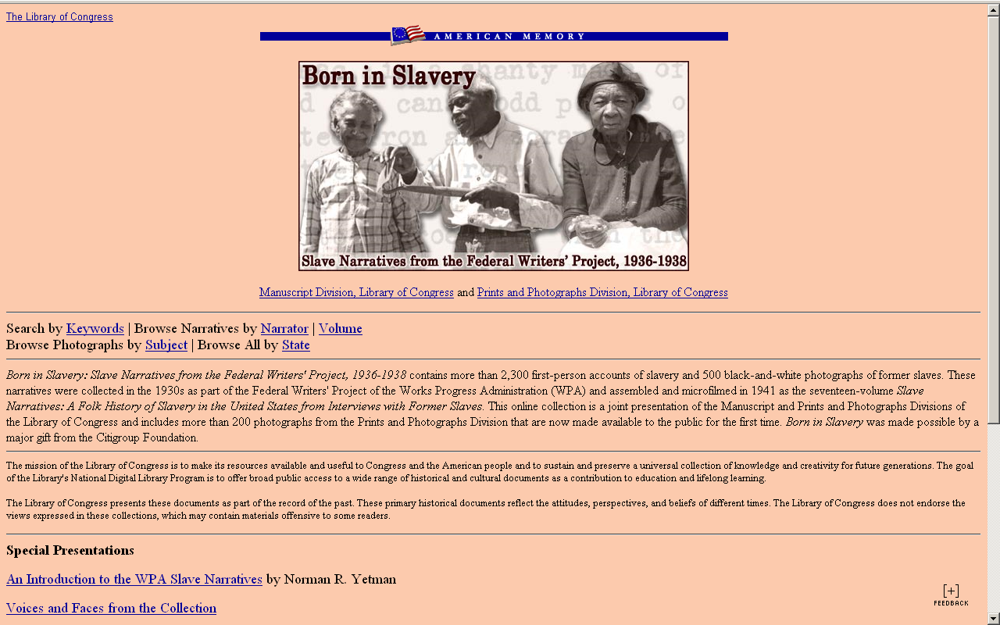 The Library of Congress
AMERICAN MEMORY
Born in Slavery
Slave Narratives from the Federal Writers' Project, 1936-1938
Manuscript Division, Library of Congress and Prints and Photographs Division, Library of Congress
Search by Keywords | Browse Narratives by Narrator | Volume
Browse Photographs by Subject | Browse All by State
Born in Slavery: Slave Narratives from the Federal Writers' Project, 1936-1938 contains more than 2,300 first-person accounts of slavery and 500 black-and-white photographs of former slaves. These
narratives were collected in the 1930s as part of the Federal Writers' Project of the Works Progress Administration (WPA) and assembled and microfilmed in 1941 as the seventeen-volume Slave
Narratives: A Folk History of Slavery in the United States from Interviews with Former Slaves. This online collection is a joint presentation of the Manuscript and Prints and Photographs Divisions of
the Library of Congress and includes more than 200 photographs from the Prints and Photographs Division that are now made available to the public for the first time. Born in Slavery was made possible by a
major gift from the Citigroup Foundation.
The mission of the Library of Congress is to make its resources available and useful to Congress and the American people and to sustain and preserve a universal collection of knowledge and creativity for future generations. The goal
of the Library's National Digital Library Program is to offer broad public access to a wide range of historical and cultural documents as a contribution to education and lifelong learning.
The Library of Congress presents these documents as part of the record of the past. These primary historical documents reflect the attitudes, perspectives, and beliefs of different times. The Library of Congress does not endorse the
views expressed in these collections, which may contain materials offensive to some readers.
Special Presentations
An Introduction to the WPA Slave Narratives by Norman R. Yetman
[+]
FEEDBACK
Voices and Faces from the Collection